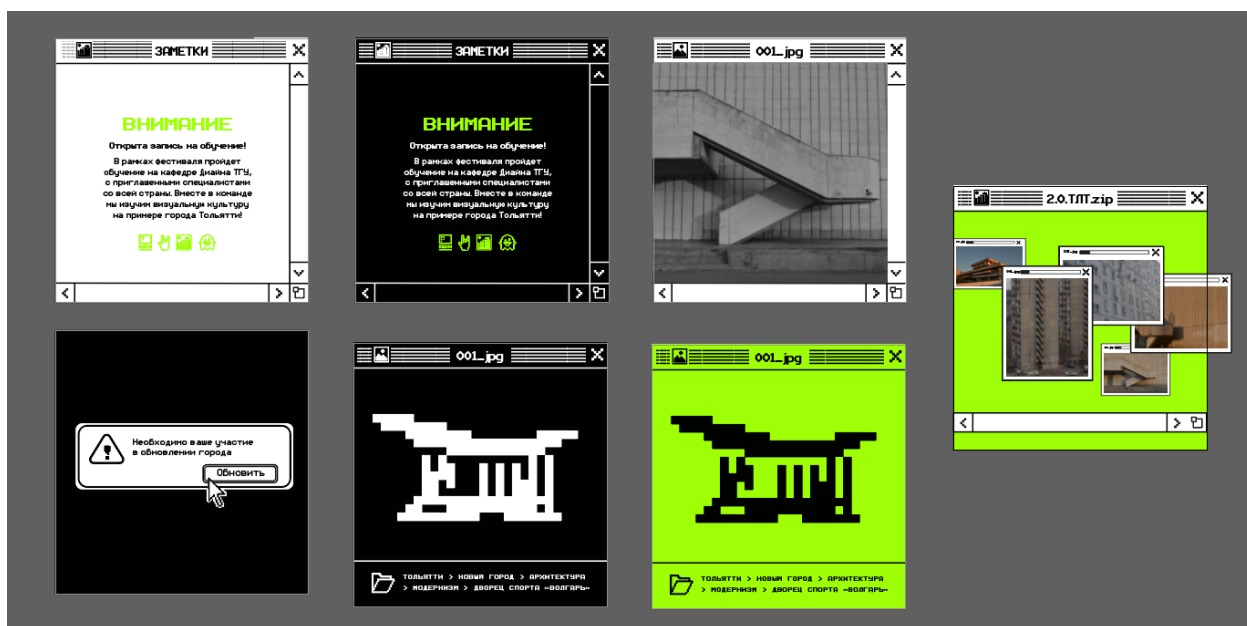 ЗАМЕТКИ
ВНИМАНИЕ
Открыта запись на обучение!
В рамках фестиваля пройдет
обучение на кафедре Диайна ТГУ,
с приглашенными специалистами
со всей страны. Вместе в команде
мы изучим визуальную культуру
на примере города Тольятти!
ЗАМЕТКИ
ВНИМАНИЕ
Открыта запись на обучение!
В рамках фестиваля пройдет
обучение на кафедре Диайна ТГУ,
с приглашенными специалистами
со всей страны. Вместе в команде
мы изучим визуальную культуру
на примере города Тольятти!
001_jpg
2.0.ТЛТ.zip
Необходимо ваше участие
в обновлении города
Обновить
001_jpg
ТОЛЬЯТТИ > НОВЫЙ ГОРОД > АРХИТЕКТУРА
> МОДЕРНИЗМ > ДВОРЕЦ СПОРТА «ВОЛГАРЬ»
001_jpg
ТОЛЬЯТТИ > НОВЫЙ ГОРОД > АРХИТЕКТУРА
> МОДЕРНИЗМ > ДВОРЕЦ СПОРТА «ВОЛГАРЬ»